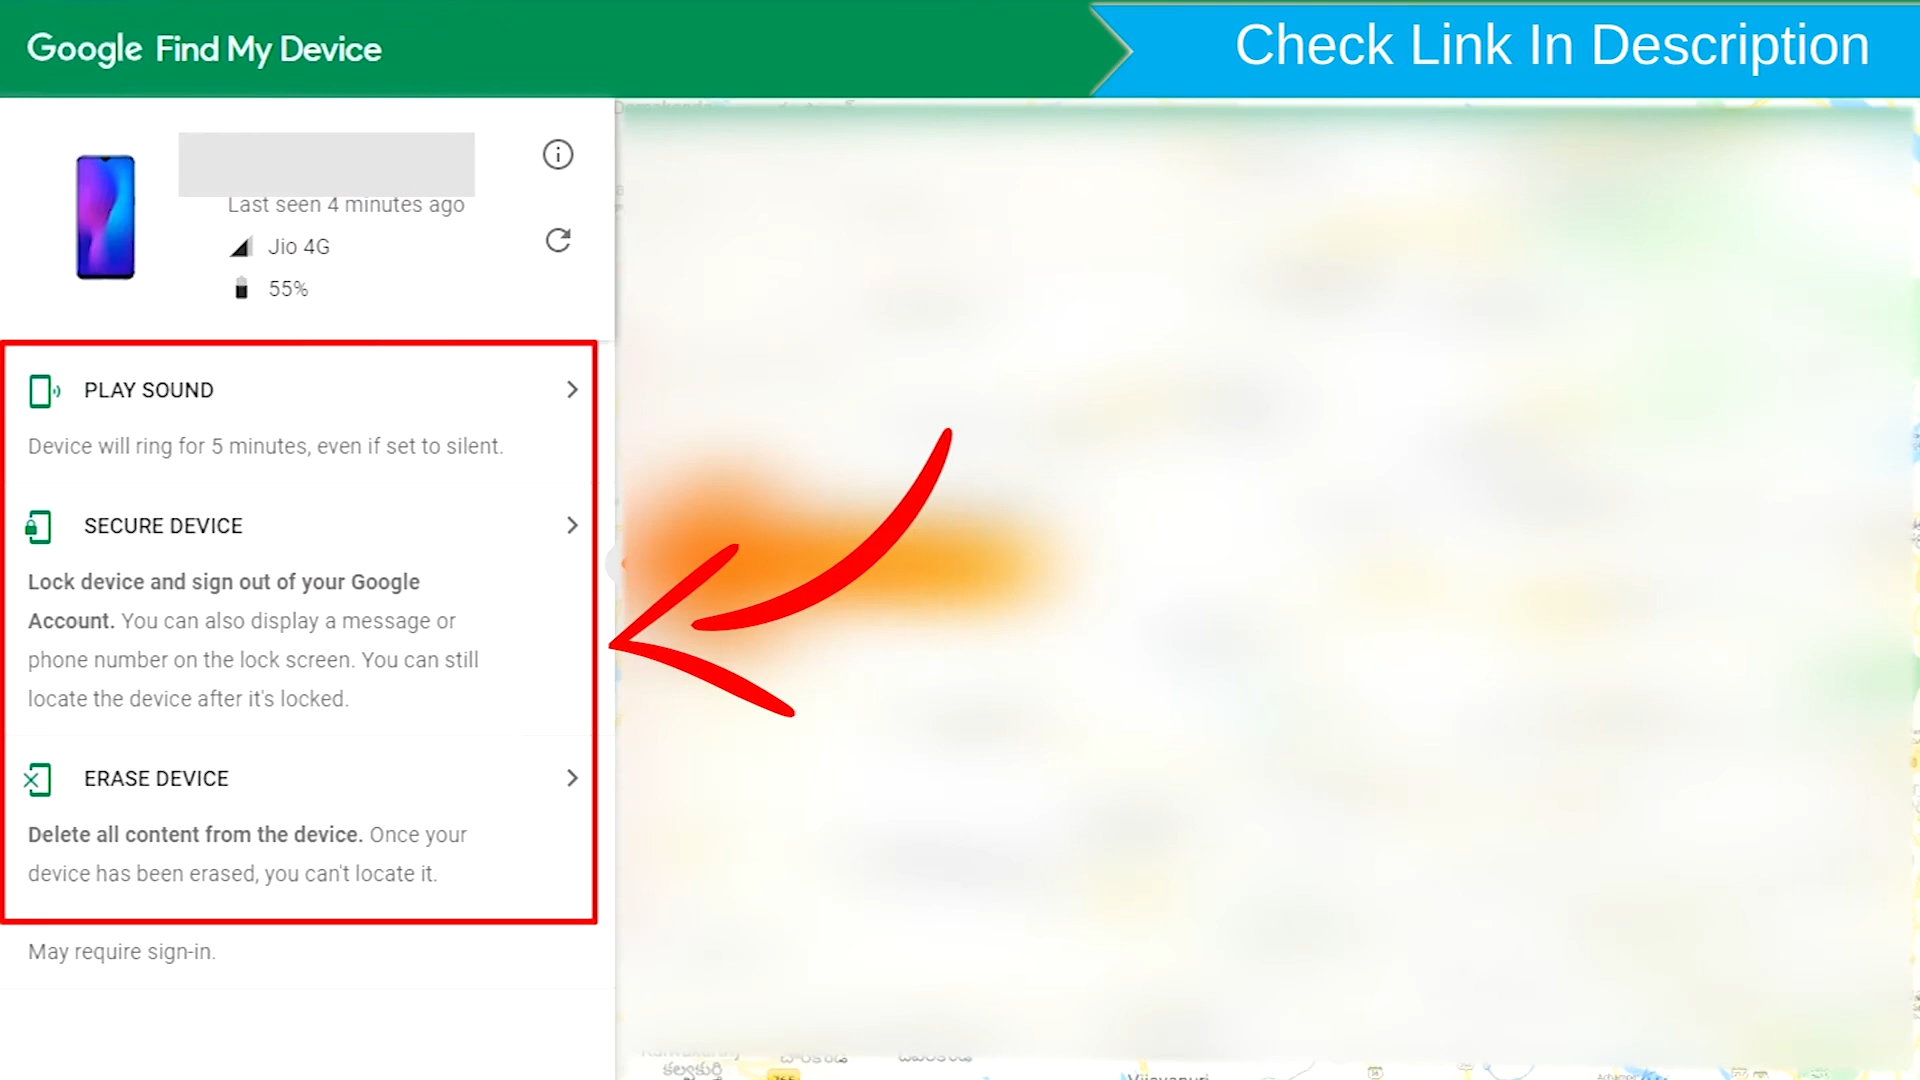 Google Find My Device
Check Link In Description
Last seen 4 minutes ago
Jio 4G
55%
PLAY SOUND
Device will ring for 5 minutes, even if set to silent.
SECURE DEVICE
Lock device and sign out of your Google
Account. You can also display a message or
phone number on the lock screen. You can still
locate the device after it's locked.
ERASE DEVICE
Delete all content from the device. Once your
device has been erased, you can't locate it.
May require sign-in.